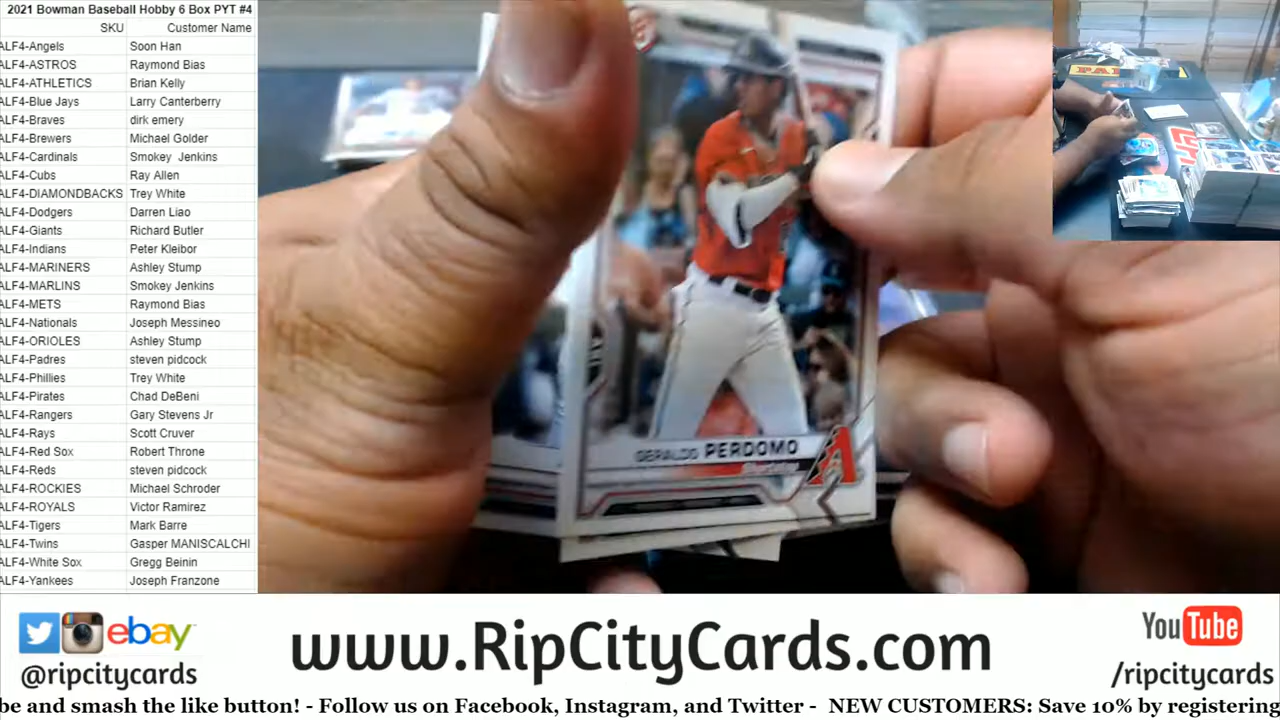 2021 Bowman Baseball Hobby 6 Box PYT #4
SKU Customer Name
ALF4-Angels Soon Han
ALF4-ASTROS Raymond Bias
ALF4-ATHLETICS Brian Kelly
ALF4-Blue Jays Larry Canterberry
ALF4-Braves dirk emery
ALF4-Brewers Michael Golder
ALF4-Cardinals Smokey Jenkins
ALF4-Cubs Ray Allen
ALF4-DIAMONDBACKS Trey White
ALF4-Dodgers Darren Liao
ALF4-Giants Richard Butler
ALF4-Indians Peter Kleibor
ALF4-MARINERS Ashley Stump
ALF4-MARLINS Smokey Jenkins
ALF4-METS Raymond Bias
ALF4-Nationals Joseph Messineo
ALF4-ORIOLES Ashley Stump
ALF4-Padres steven pidcock
ALF4-Phillies Trey White
ALF4-Pirates Chad DeBeni
ALF4-Rangers Gary Stevens Jr
ALF4-Rays Scott Cruver
ALF4-Red Sox Robert Throne
ALF4-Reds steven pidcock
ALF4-ROCKIES Michael Schroder
ALF4-ROYALS Victor Ramirez
ALF4-Tigers Mark Barre
ALF4-Twins Gasper MANISCALCHI
ALF4-White Sox Gregg Beinin
ALF4-Yankees Joseph Franzone
GERALDO PERDOMO
A
ebay
@ripcitycards
www.RipCityCards.com
YouTube
/ripcitycards
be and smash the like button! - Follow us on Facebook, Instagram, and Twitter - NEW CUSTOMERS: Save 10% by registering